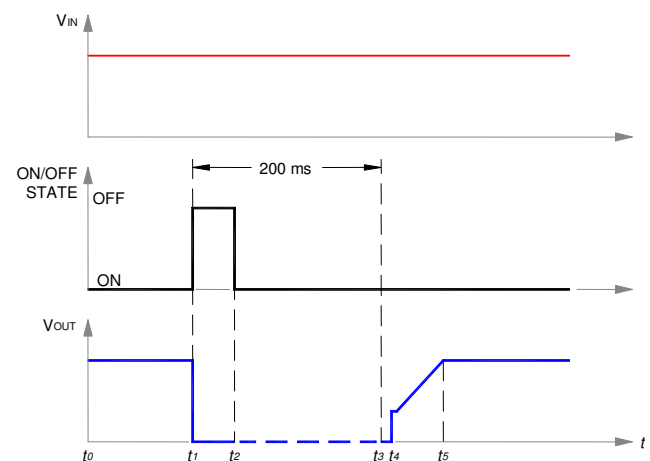 VIN
200 ms
ON/OFF
STATE
OFF
ON
VOUT
t0 t1 t2 t3 t4 t5 t